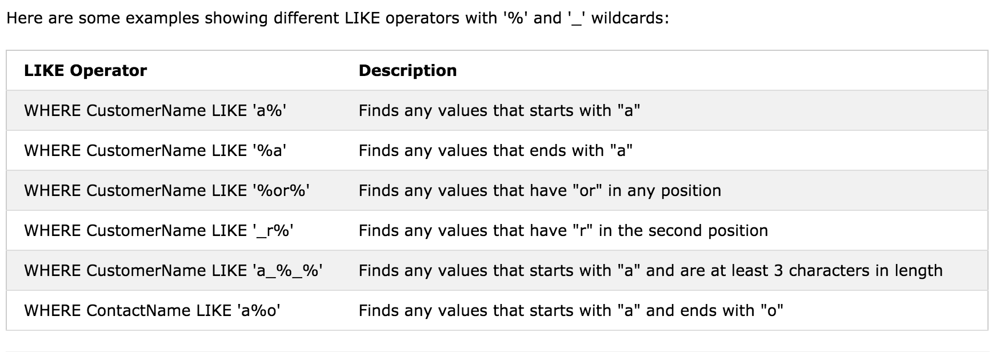 Here are some examples showing different LIKE operators with '%' and '_' wildcards:
LIKE Operator Description
WHERE CustomerName LIKE 'a%' Finds any values that starts with "a"
WHERE CustomerName LIKE '%a' Finds any values that ends with "a"
WHERE CustomerName LIKE '%or%' Finds any values that have "or" in any position
WHERE CustomerName LIKE '_r%' Finds any values that have "r" in the second position
WHERE CustomerName LIKE 'a_%_%' Finds any values that starts with "a" and are at least 3 characters in length
WHERE ContactName LIKE 'a%o' Finds any values that starts with "a" and ends with "o"